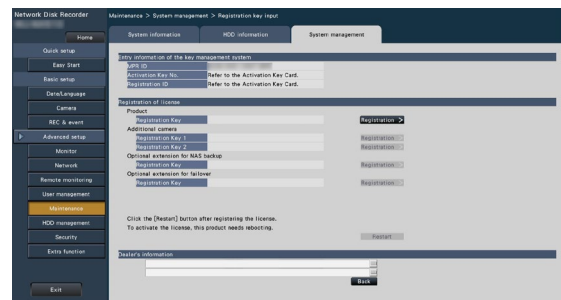 Network Disk Recorder
Maintenance > System management > Registration key input
Home
System information
HDD information
System management
Quick setup
Easy Start
Basic setup
Date/Language
Camera
REC & event
Advanced setup
Monitor
Network
Remote monitoring
User management
Maintenance
HDD management
Security
Extra function
Exit
Entry information of the key management system
MPR ID
Activation Key No.
Refer to the Activation Key Card.
Registration ID
Refer to the Activation Key Card.
Registration of license
Product
Registration Key
Registration >
Additional camera
Registration Key 1
Registration
Registration Key 2
Registration
Optional extension for NAS backup
Registration Key
Registration
Optional extension for failover
Registration Key
Registration
Click the [Restart] button after registering the license.
To activate the license, this product needs rebooting.
Restart
Dealer's information
Back